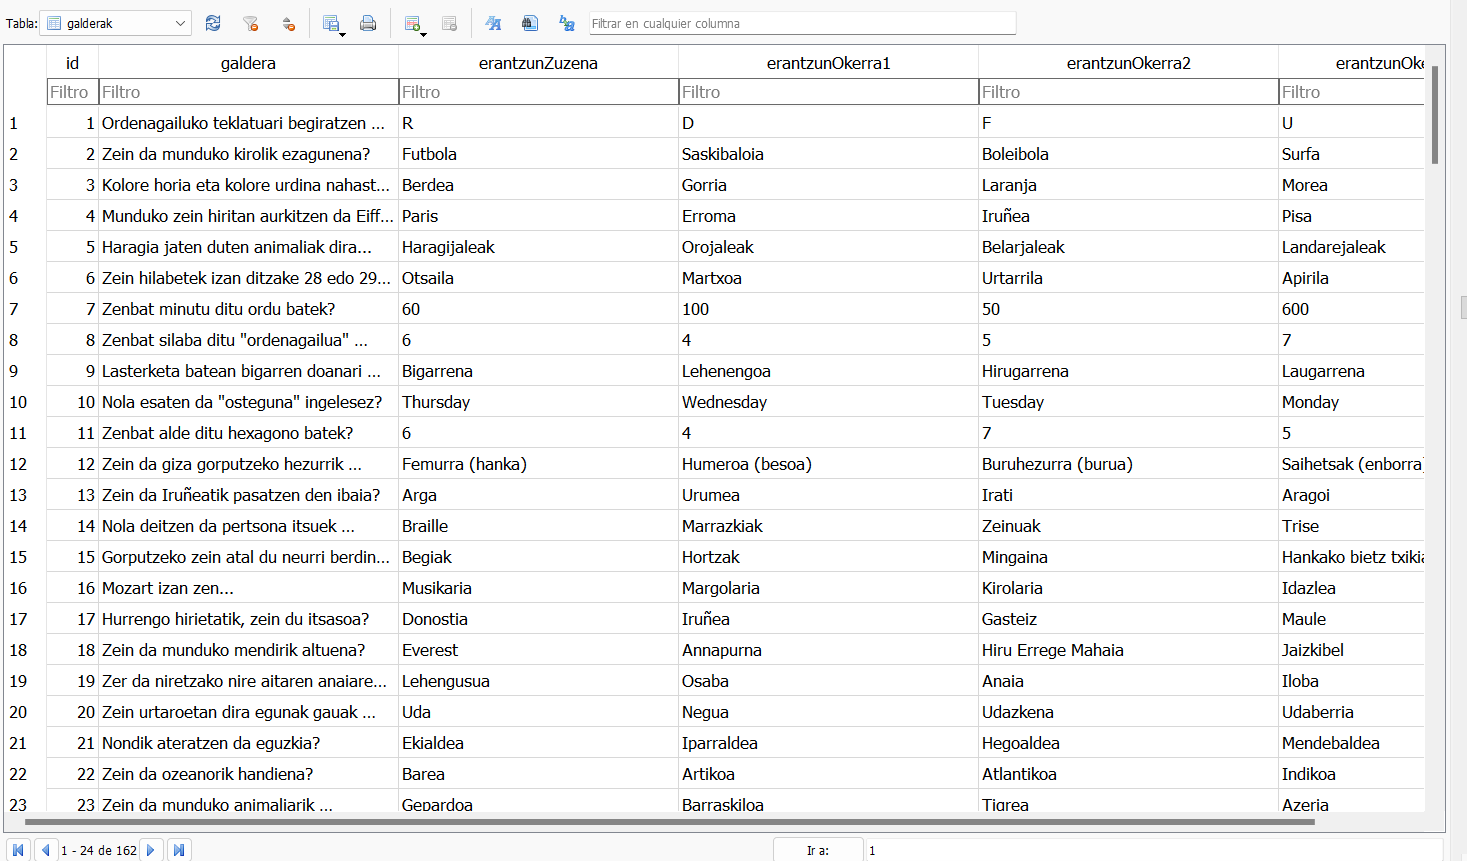 Tabla: galderak Filtrar en cualquier columna
id galdera erantzunZuzena erantzunOkerra1 erantzunOkerra2 erantzunOke
Filtro Filtro Filtro Filtro Filtro Filtro
1 1 Ordenagailuko teklatuari begiratzen ... R D F U
2 2 Zein da munduko kirolik ezagunena? Futbola Saskibaloia Boleibola Surfa
3 3 Kolore horia eta kolore urdina nahast... Berdea Gorria Laranja Morea
4 4 Munduko zein hiritan aurkitzen da Eiff... Paris Erroma Iruñea Pisa
5 5 Haragia jaten duten animaliak dira... Haragijaleak Orojaleak Belarjaleak Landarejaleak
6 6 Zein hilabetek izan ditzake 28 edo 29... Otsaila Martxoa Urtarrila Apirila
7 7 Zenbat minutu ditu ordu batek? 60 100 50 600
8 8 Zenbat silaba ditu "ordenagailua" ... 6 4 5 7
9 9 Lasterketa batean bigarren doanari ... Bigarrena Lehenengoa Hirugarrena Laugarrena
10 10 Nola esaten da "osteguna" ingelesez? Thursday Wednesday Tuesday Monday
11 11 Zenbat alde ditu hexagono batek? 6 4 7 5
12 12 Zein da giza gorputzeko hezurrik ... Femurra (hanka) Humeroa (besoa) Buruhezurra (burua) Saihetsak (enborra)
13 13 Zein da Iruñeatik pasatzen den ibaia? Arga Urumea Irati Aragoi
14 14 Nola deitzen da pertsona itsuek ... Braille Marrazkiak Zeinuak Trise
15 15 Gorputzeko zein atal du neurri berdin... Begiak Hortzak Mingaina Hankako bietz txikia
16 16 Mozart izan zen... Musikaria Margolaria Kirolaria Idazlea
17 17 Hurrengo hirietatik, zein du itsasoa? Donostia Iruñea Gasteiz Maule
18 18 Zein da munduko mendirik altuena? Everest Annapurna Hiru Errege Mahaia Jaizkibel
19 19 Zer da niretzako nire aitaren anaiare... Lehengusua Osaba Anaia Iloba
20 20 Zein urtaroetan dira egunak gauak ... Uda Negua Udazkena Udaberria
21 21 Nondik ateratzen da eguzkia? Ekialdea Iparraldea Hegoaldea Mendebaldea
22 22 Zein da ozeanorik handiena? Barea Artikoa Atlantikoa Indikoa
23 23 Zein da munduko animaliarik ... Gepardoa Barraskiloa Tigrea Azeria
1 - 24 de 162 Ir a: 1